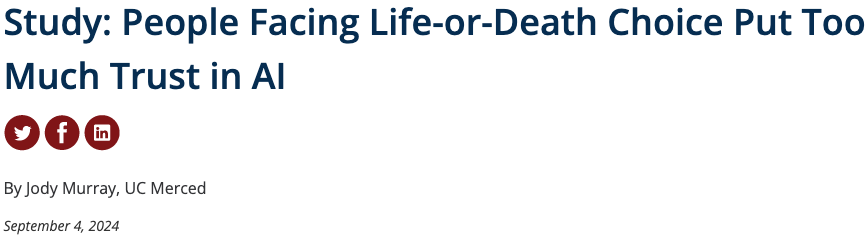 Study: People Facing Life-or-Death Choice Put Too
Much Trust in AI
By Jody Murray, UC Merced
September 4, 2024